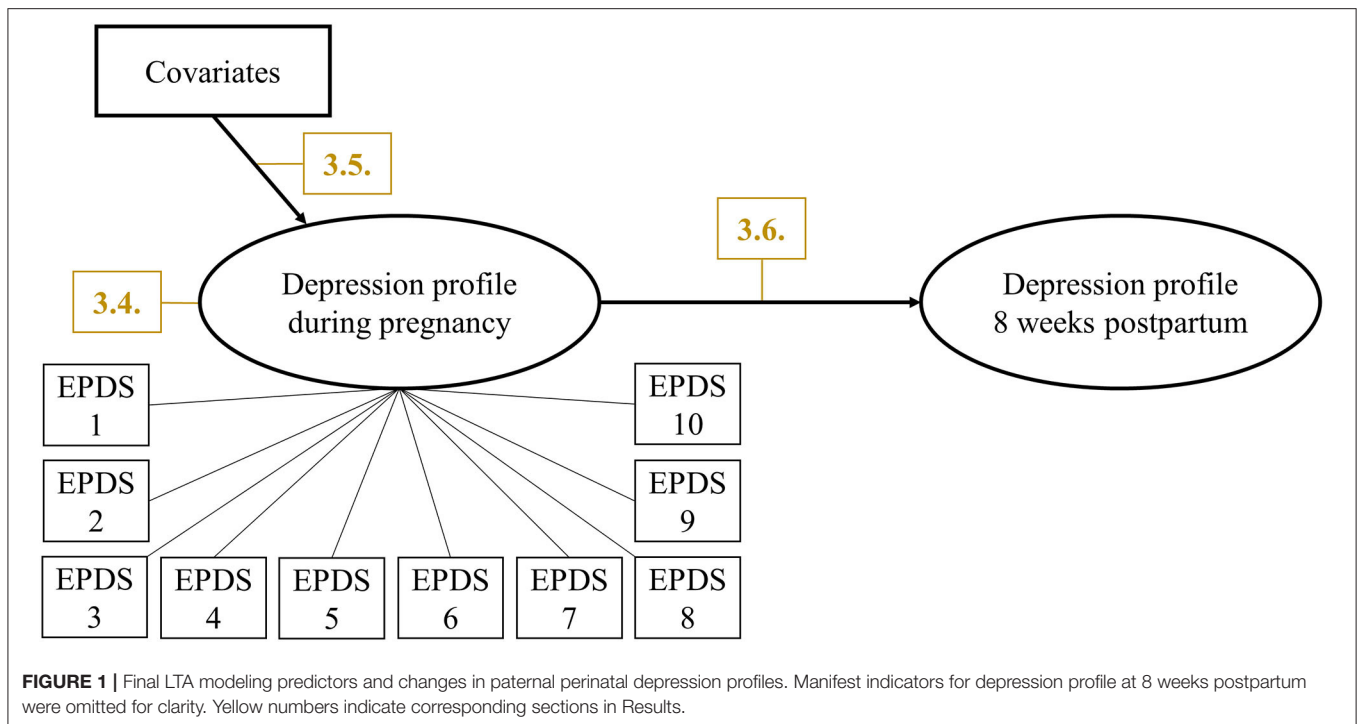 Covariates
3.5.
3.6.
3.4.
Depression profile
during pregnancy
Depression profile
8 weeks postpartum
EPDS
1
EPDS
10
EPDS
2
EPDS
9
EPDS
3
EPDS
4
EPDS
5
EPDS
6
EPDS
7
EPDS
8
FIGURE 1 | Final LTA modeling predictors and changes in paternal perinatal depression profiles. Manifest indicators for depression profile at 8 weeks postpartum
were omitted for clarity. Yellow numbers indicate corresponding sections in Results.